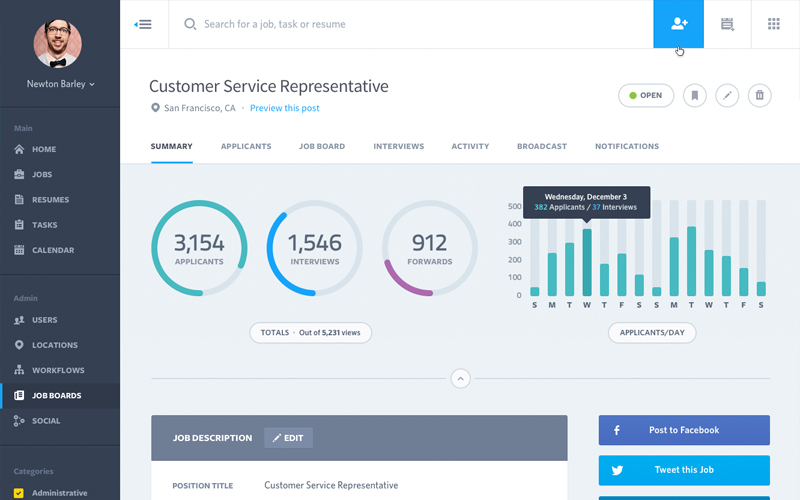 Search for a job, task or resume
Newton Barley
Main
HOME
JOBS
RESUMES
TASKS
CALENDAR
Admin
USERS
LOCATIONS
WORKFLOWS
JOB BOARDS
SOCIAL
Categories
Administrative
Customer Service Representative
San Francisco, CA · Preview this post
OPEN
SUMMARY APPLICANTS JOB BOARD INTERVIEWS ACTIVITY BROADCAST NOTIFICATIONS
3,154
APPLICANTS
1,546
INTERVIEWS
912
FORWARDS
TOTALS · Out of 5,231 views
Wednesday, December 3
382 Applicants / 37 Interviews
500
400
300
200
100
0
S M T W T F S S M T W T F S
APPLICANTS/DAY
JOB DESCRIPTION EDIT
POSITION TITLE Customer Service Representative
Post to Facebook
Tweet this Job